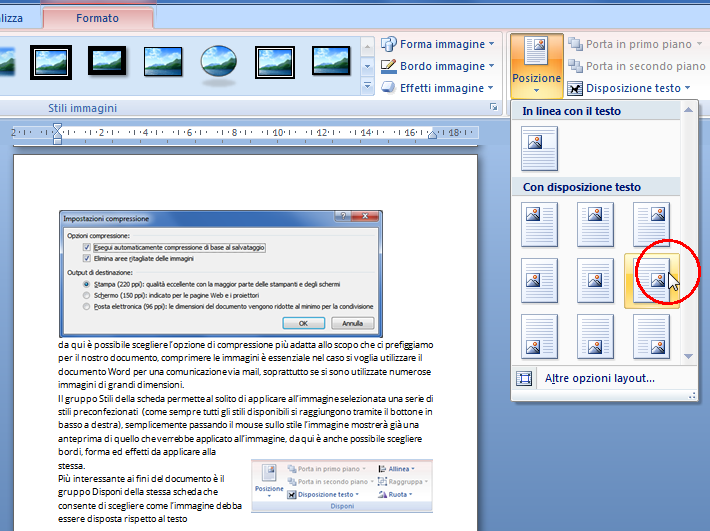 alizza
Formato
Forma immagine
Bordo immagine
Effetti immagine
Stili immagini
Posizione
Porta in primo piano
Porta in secondo piano
Disposizione testo
In linea con il testo
Con disposizione testo
Altre opzioni layout...
2 2 4 6 8 10 12 14 16 18
Impostazioni compressione
Opzioni compressione:
Esegui automaticamente compressione di base al salvataggio
Elimina aree ritagliate delle immagini
Output di destinazione:
Stampa (220 ppi): qualità eccellente con la maggior parte delle stampanti e degli schermi
Schermo (150 ppi): indicato per le pagine Web e i proiettori
Posta elettronica (96 ppi): le dimensioni del documento vengono ridotte al minimo per la condivisione
OK Annulla
da qui è possibile scegliere l'opzione di compressione più adatta allo scopo che ci prefiggiamo
per il nostro documento, comprimere le immagini è essenziale nel caso si voglia utilizzare il
documento Word per una comunicazione via mail, soprattutto se si sono utilizzate numerose
immagini di grandi dimensioni.
Il gruppo Stili della scheda permette al solito di applicare all'immagine selezionata una serie di
stili preconfezionati (come sempre tutti gli stili disponibili si raggiungono tramite il bottone in
basso a destra), semplicemente passando il mouse sullo stile l'immagine mostrerà già una
anteprima di quello che verrebbe applicato all'immagine, da qui è anche possibile scegliere
bordi, forma ed effetti da applicare alla
stessa.
Più interessante ai fini del documento è il
gruppo Disponi della stessa scheda che
consente di scegliere come l'immagine debba
essere disposta rispetto al testo
Posizione
Porta in primo piano
Porta in secondo piano
Disposizione testo
Allinea
Raggruppa
Ruota
Disponi